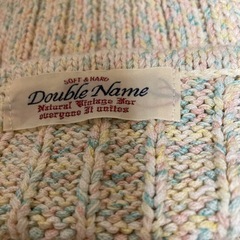 SOFT & HARD
Double Name
Natural Vintage For
everyone It unites